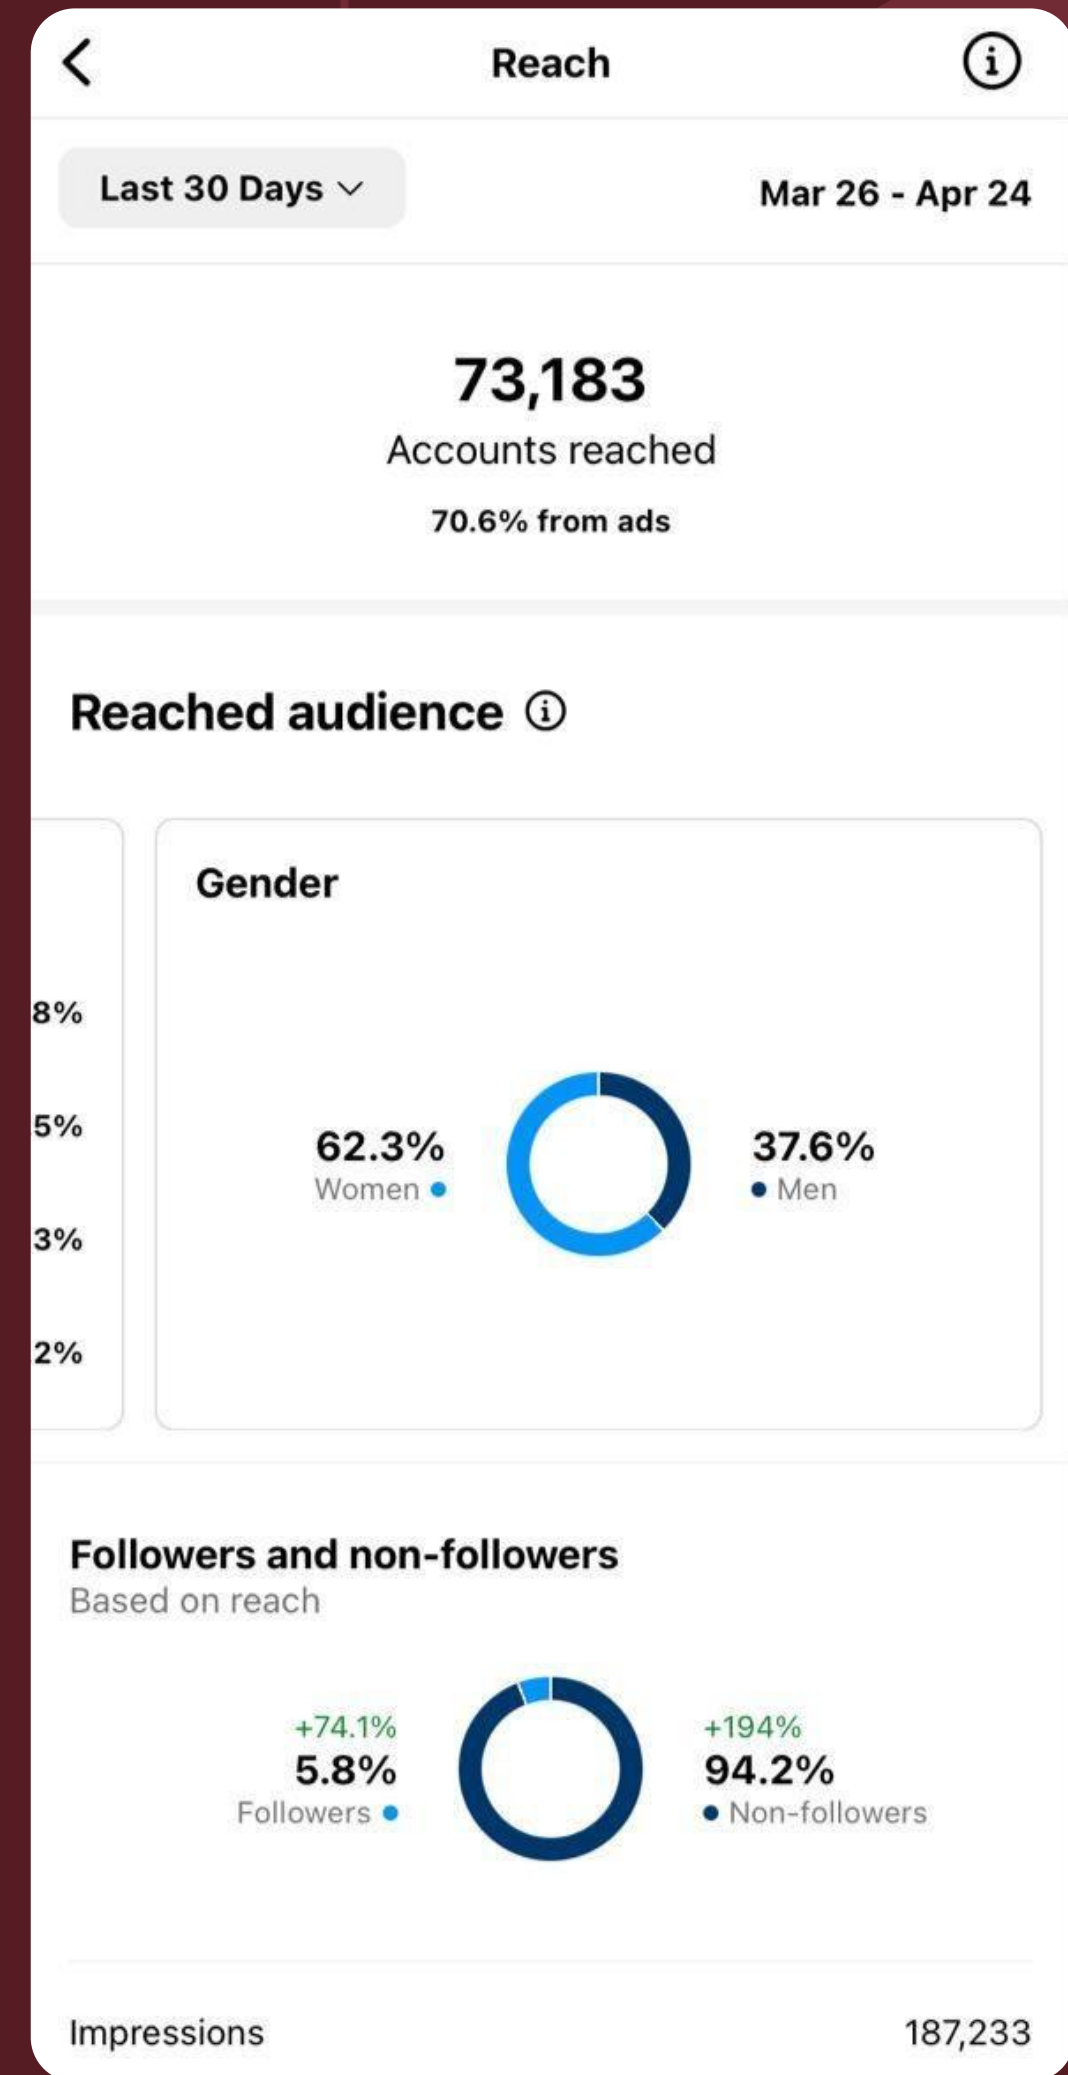 Reach
Last 30 Days
Mar 26 - Apr 24
73,183
Accounts reached
70.6% from ads
Reached audience
Gender
8%
5%
3%
2%
62.3%
Women
37.6%
Men
Followers and non-followers
Based on reach
+74.1%
5.8%
Followers
+194%
94.2%
Non-followers
Impressions
187,233